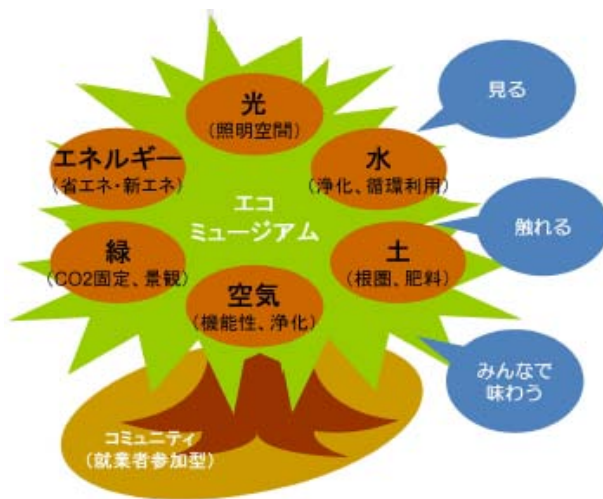 光
(照明空間)
見る
エネルギー
(省エネ・新エネ)
水
(浄化、循環利用)
エコ
ミュージアム
触れる
緑
(CO2固定、景観)
土
(根圏、肥料)
空気
(機能性、浄化)
みんなで
味わう
コミュニティ
(就業者参加型)